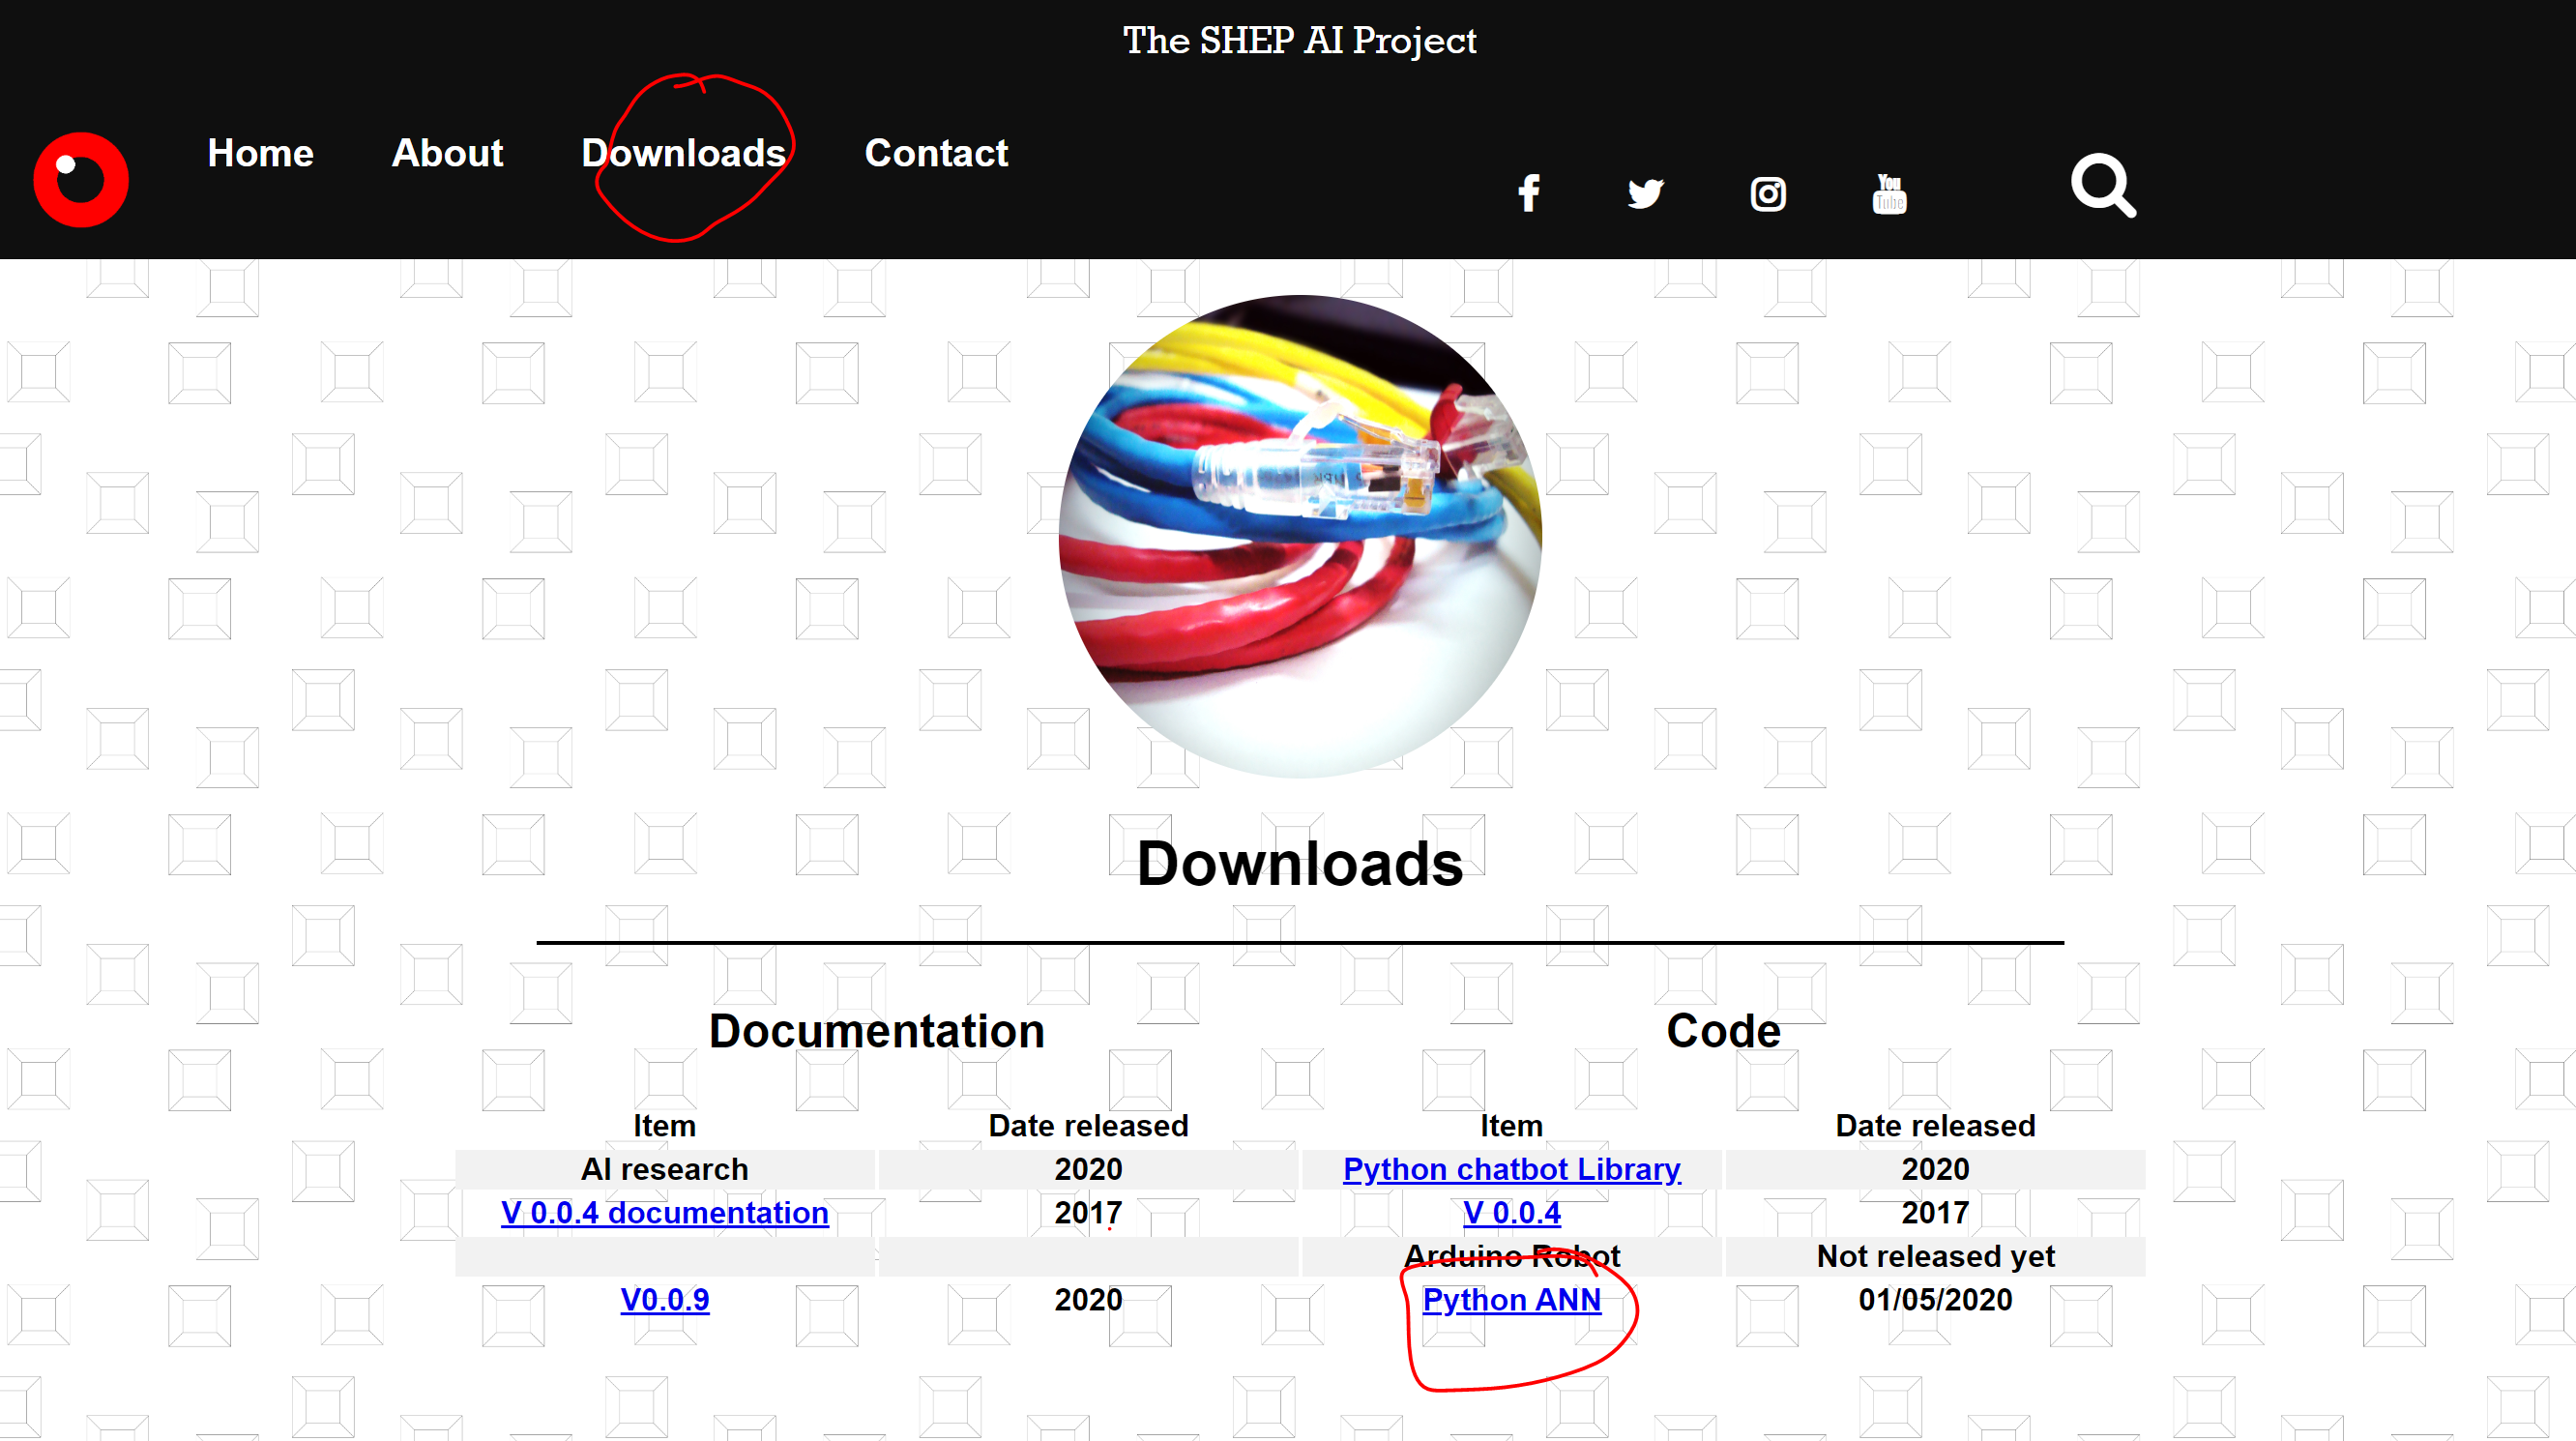 The SHEP AI Project
Home About Downloads Contact
You
Tube
Downloads
Documentation Code
Item Date released Item Date released
AI research 2020 Python chatbot Library 2020
V 0.0.4 documentation 2017 V 0.0.4 2017
Arduino Robot Not released yet
V0.0.9 2020 Python ANN 01/05/2020